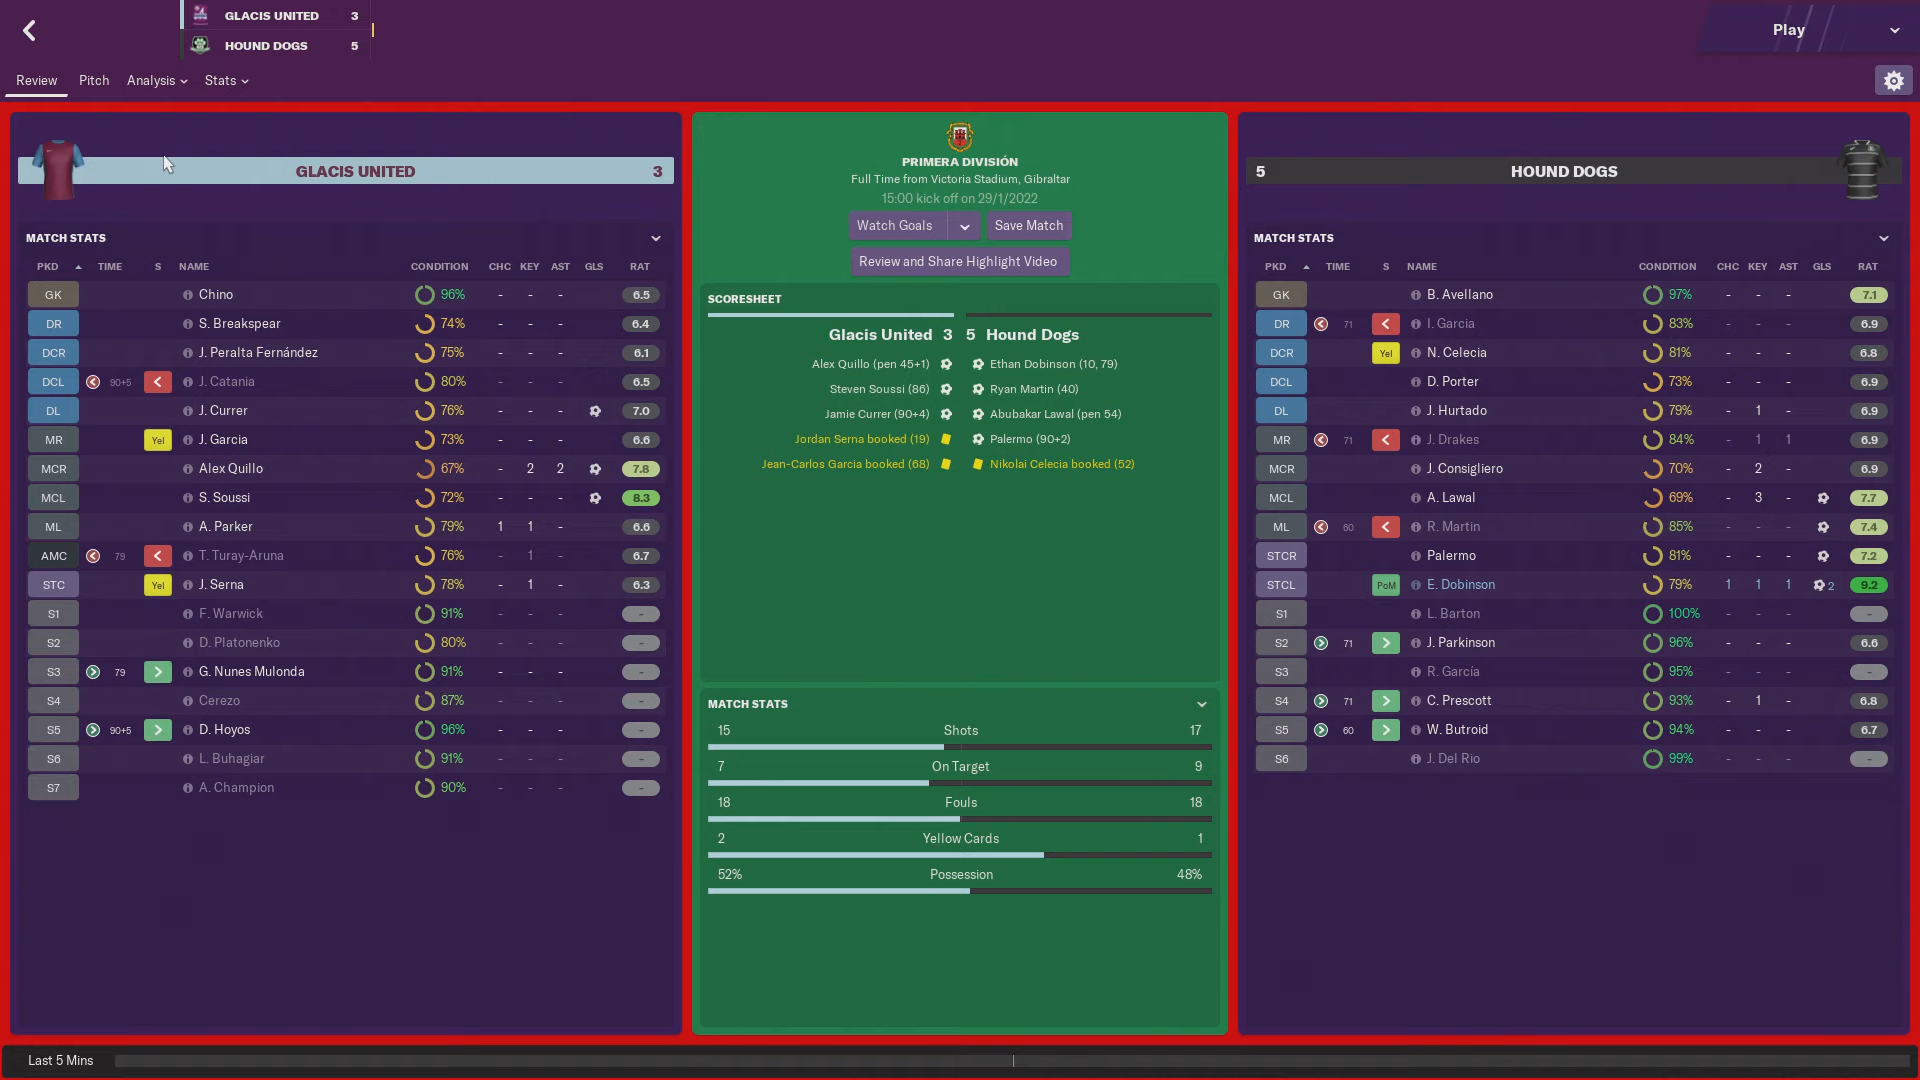 GLACIS UNITED 3
HOUND DOGS 5
Play
Review Pitch Analysis Stats
GLACIS UNITED 3
MATCH STATS
PKD TIME S NAME CONDITION CHC KEY AST GLS RAT
GK Chino 96% - - - 6.5
DR S. Breakspear 74% - - - 6.4
DCR J. Peralta Fernández 75% - - - 6.1
DCL 90+5 J. Catania 80% - - - 6.5
DL J. Currer 76% - - - 7.0
MR Yel J. Garcia 73% - - - 6.6
MCR Alex Quillo 67% - 2 2 7.8
MCL S. Soussi 72% - - - 8.3
ML A. Parker 79% 1 1 - 6.6
AMC 79 T. Turay-Aruna 76% - 1 - 6.7
STC Yel J. Serna 78% - 1 - 6.3
S1 F. Warwick 91% - - - -
S2 D. Platonenko 80% - - - -
S3 79 G. Nunes Mulonda 91% - - - -
S4 Cerezo 87% - - - -
S5 90+5 D. Hoyos 96% - - - -
S6 L. Buhagiar 91% - - - -
S7 A. Champion 90% - - - -
PRIMERA DIVISIÓN
Full Time from Victoria Stadium, Gibraltar
15:00 kick off on 29/1/2022
Watch Goals Save Match
Review and Share Highlight Video
SCORESHEET
Glacis United 3 5 Hound Dogs
Alex Quillo (pen 45+1) Ethan Dobinson (10, 79)
Steven Soussi (86) Ryan Martin (40)
Jamie Currer (90+4) Abubakar Lawal (pen 54)
Jordan Serna booked (19) Palermo (90+2)
Jean-Carlos Garcia booked (68) Nikolai Celecia booked (52)
MATCH STATS
15 Shots 17
7 On Target 9
18 Fouls 18
2 Yellow Cards 1
52% Possession 48%
5 HOUND DOGS
MATCH STATS
PKD TIME S NAME CONDITION CHC KEY AST GLS RAT
GK B. Avellano 97% - - - 7.1
DR 71 I. Garcia 83% - - - 6.9
DCR Yel N. Celecia 81% - - - 6.8
DCL D. Porter 73% - - - 6.9
DL J. Hurtado 79% - 1 - 6.9
MR 71 J. Drakes 84% - 1 1 6.9
MCR J. Consigliero 70% - 2 - 6.9
MCL A. Lawal 69% - 3 - 7.7
ML 60 R. Martin 85% - - - 7.4
STCR Palermo 81% - - - 7.2
STCL PoM E. Dobinson 79% 1 1 1 2 9.2
S1 L. Barton 100% - - - -
S2 71 J. Parkinson 96% - - - 6.6
S3 R. García 95% - - - -
S4 71 C. Prescott 93% - 1 - 6.8
S5 60 W. Butroid 94% - - - 6.7
S6 J. Del Rio 99% - - - -
Last 5 Mins